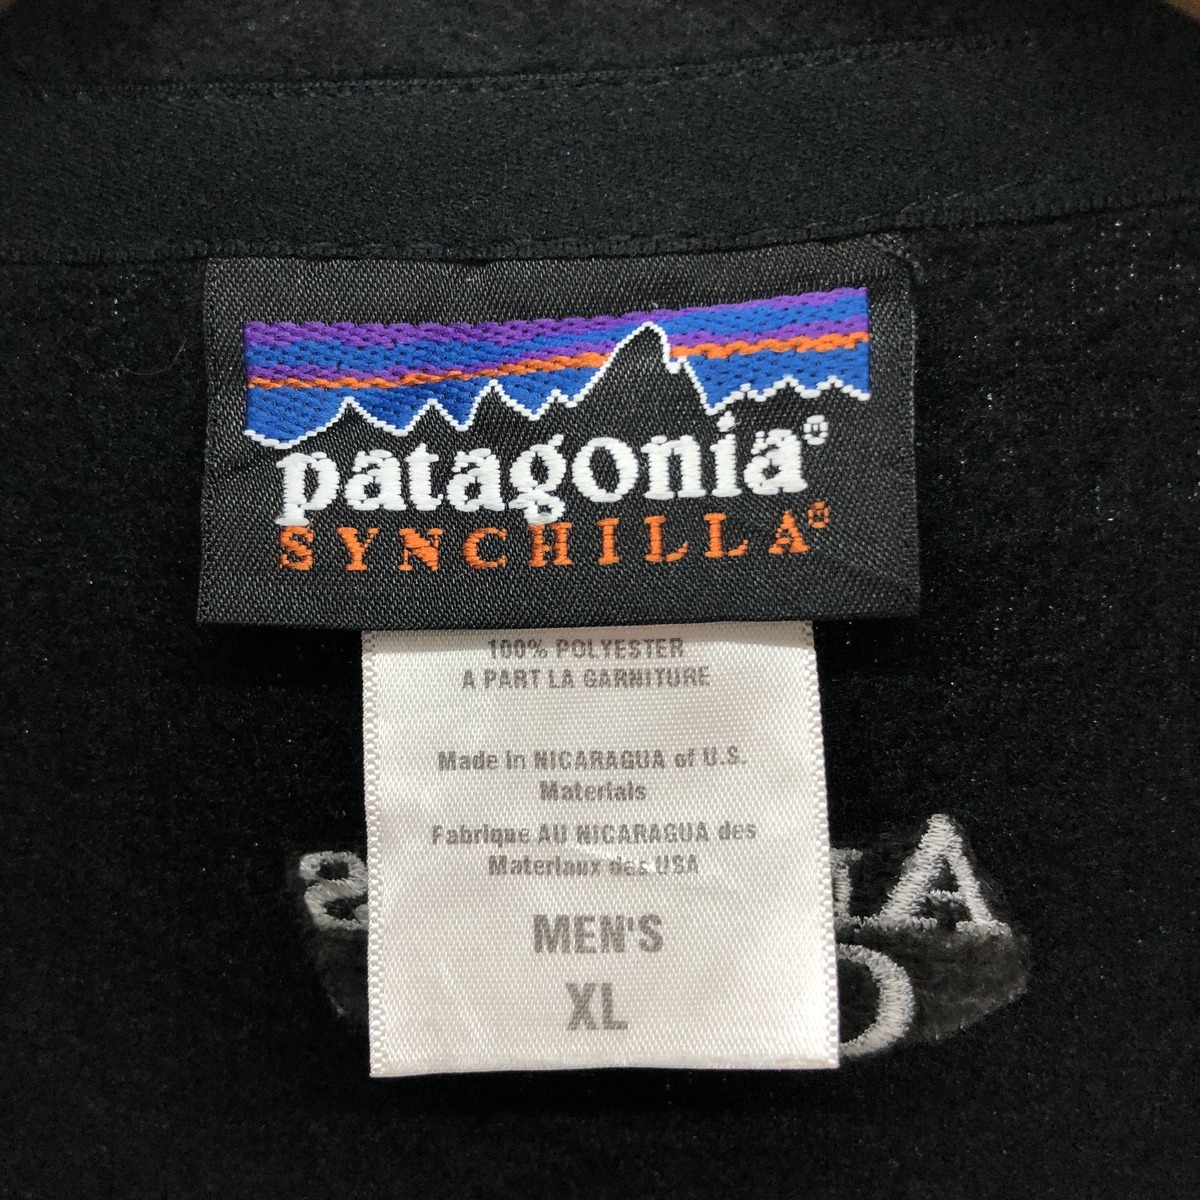 patagonia®
SYNCHILLA®
100% POLYESTER
A PART LA GARNITURE
Made in NICARAGUA of U.S.
Materials
Fabrique AU NICARAGUA des
Materiaux des USA
MEN'S
XL